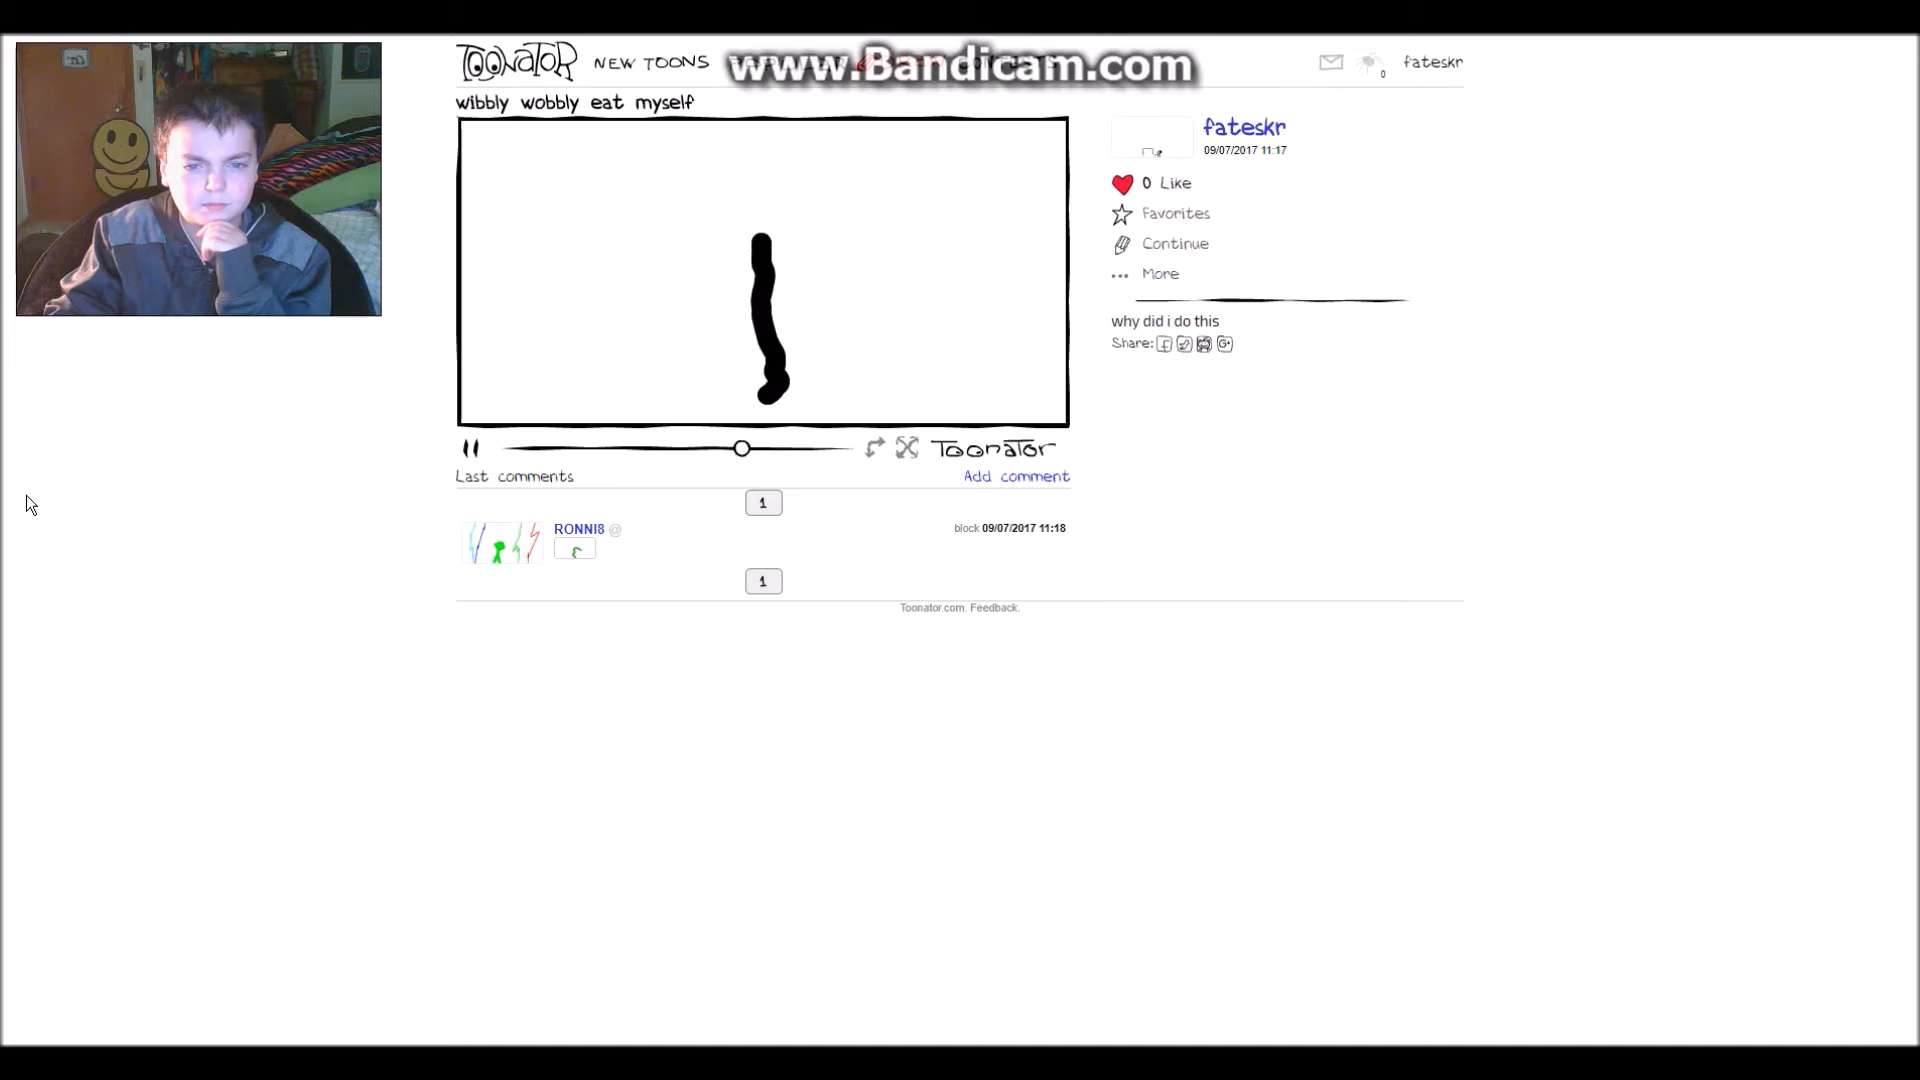 TOONATOR NEW TOONS www.Bandicam.com fateskr
0
wibbly wobbly eat myself
fateskr
09/07/2017 11:17
0 Like
Favorites
Continue
... More
why did i do this
Share:
Toonator
Last comments Add comment
1
RONNI8 @ block 09/07/2017 11:18
1
Toonator.com. Feedback.